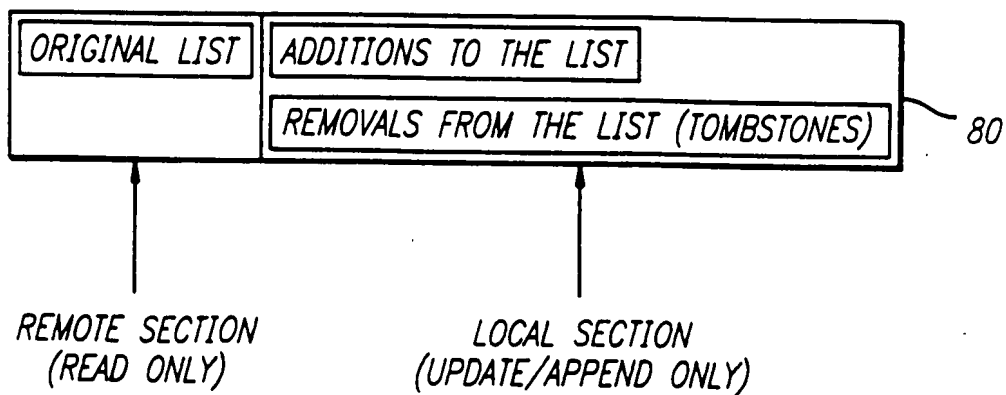 ORIGINAL LIST
ADDITIONS TO THE LIST
REMOVALS FROM THE LIST (TOMBSTONES)
80
REMOTE SECTION
(READ ONLY)
LOCAL SECTION
(UPDATE/APPEND ONLY)